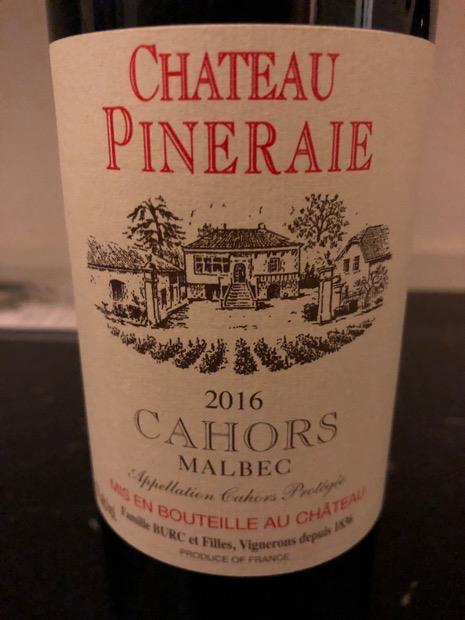 CHATEAU
PINERAIE
2016
CAHORS
MALBEC
Appellation Cahors Protégée
MIS EN BOUTEILLE AU CHÂTEAU
Famille BURC et Filles, Vignerons depuis 1836
PRODUCE OF FRANCE